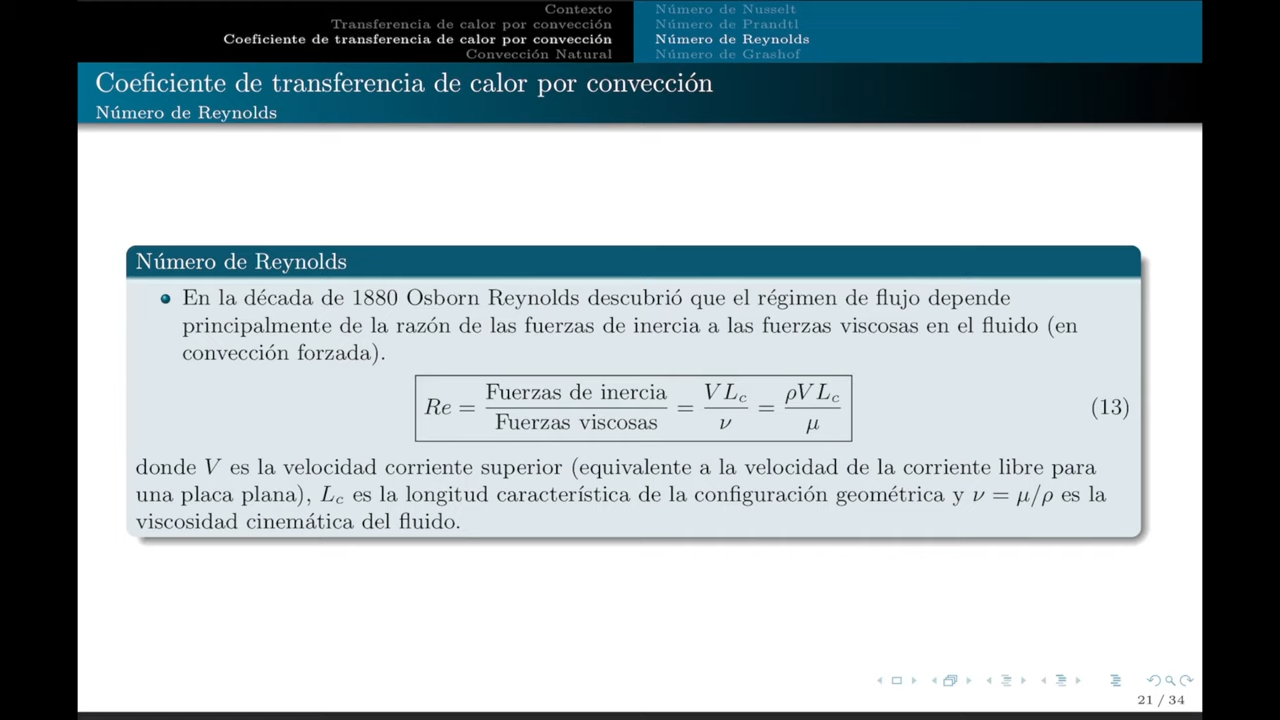 Contexto
Transferencia de calor por convección
Coeficiente de transferencia de calor por convección
Convección Natural
Número de Nusselt
Número de Prandtl
Número de Reynolds
Número de Grashof
Coeficiente de transferencia de calor por convección
Número de Reynolds
Número de Reynolds
En la década de 1880 Osborn Reynolds descubrió que el régimen de flujo depende
principalmente de la razón de las fuerzas de inercia a las fuerzas viscosas en el fluido (en
convección forzada).
Re = Fuerzas de inercia / Fuerzas viscosas = V L_c / ν = ρV L_c / μ (13)
donde V es la velocidad corriente superior (equivalente a la velocidad de la corriente libre para
una placa plana), L_c es la longitud característica de la configuración geométrica y ν = μ/ρ es la
viscosidad cinemática del fluido.
21 / 34